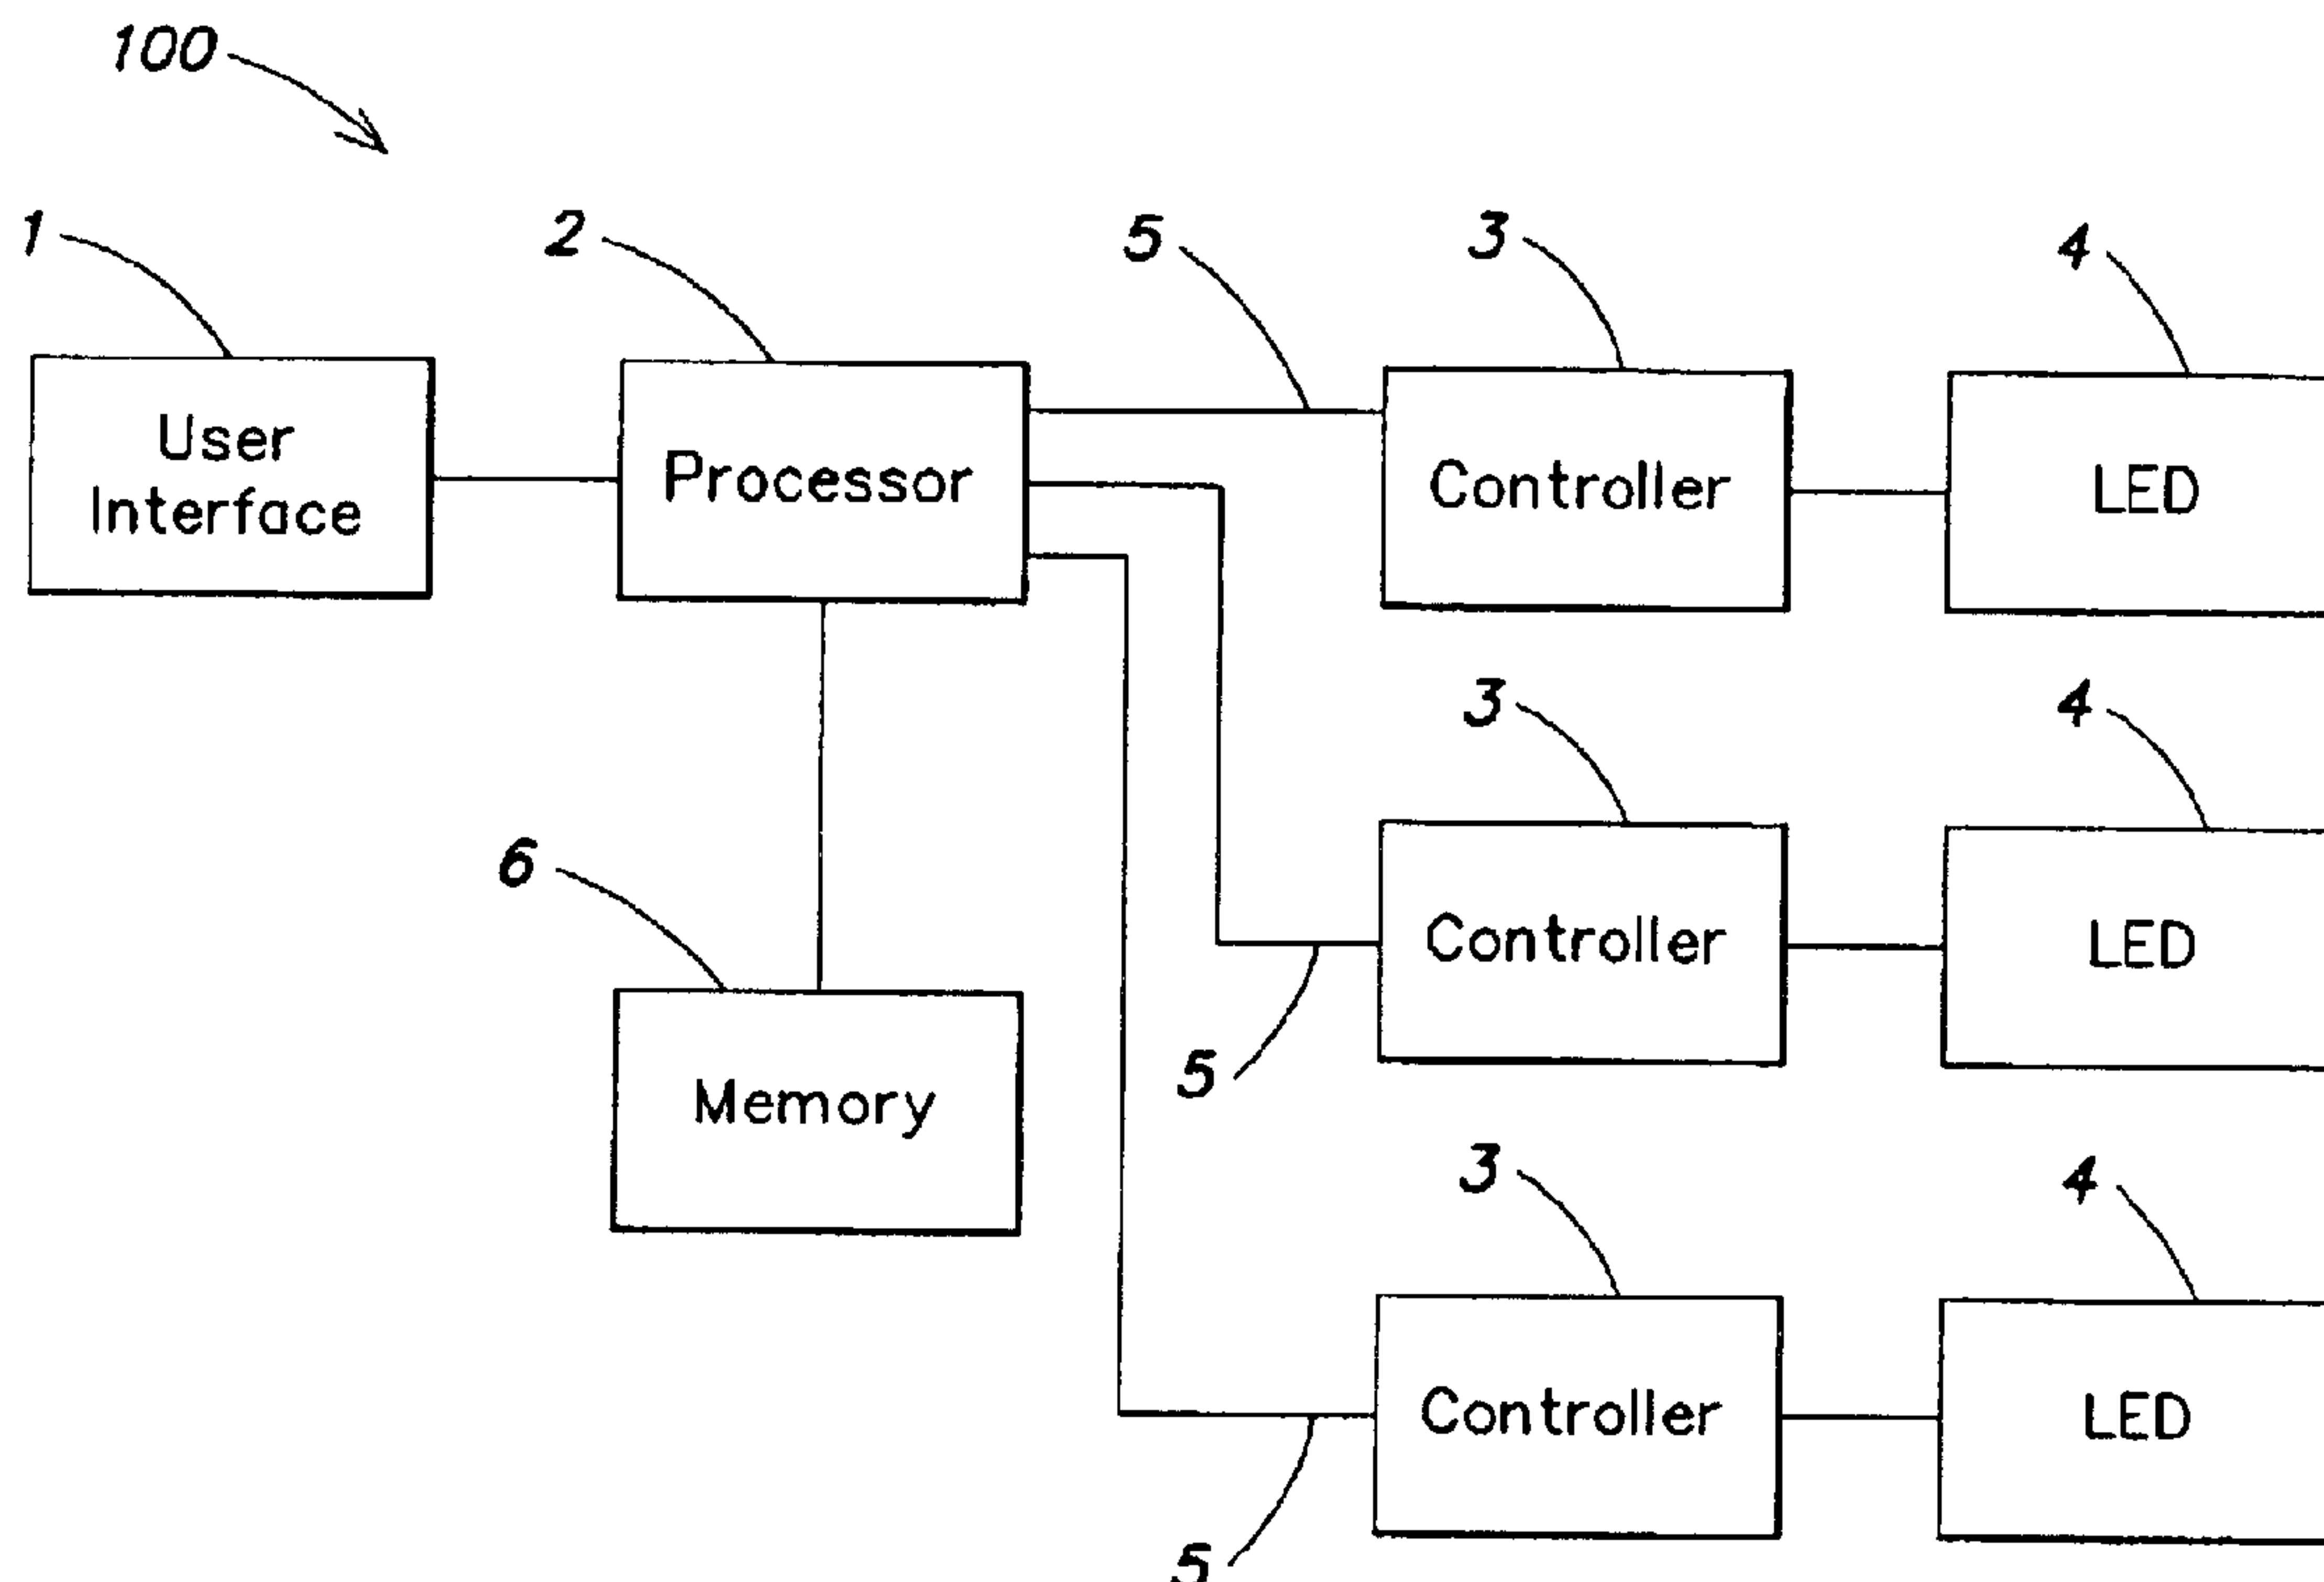 100
1
2
5
3
4
User
Interface
Processor
Controller
LED
3
4
6
Controller
LED
5
Memory
3
4
Controller
LED
5